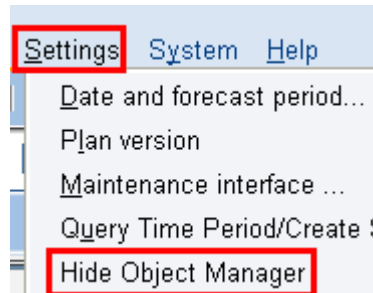 Settings System Help
Date and forecast period...
Plan version
Maintenance interface ...
Query Time Period/Create
Hide Object Manager